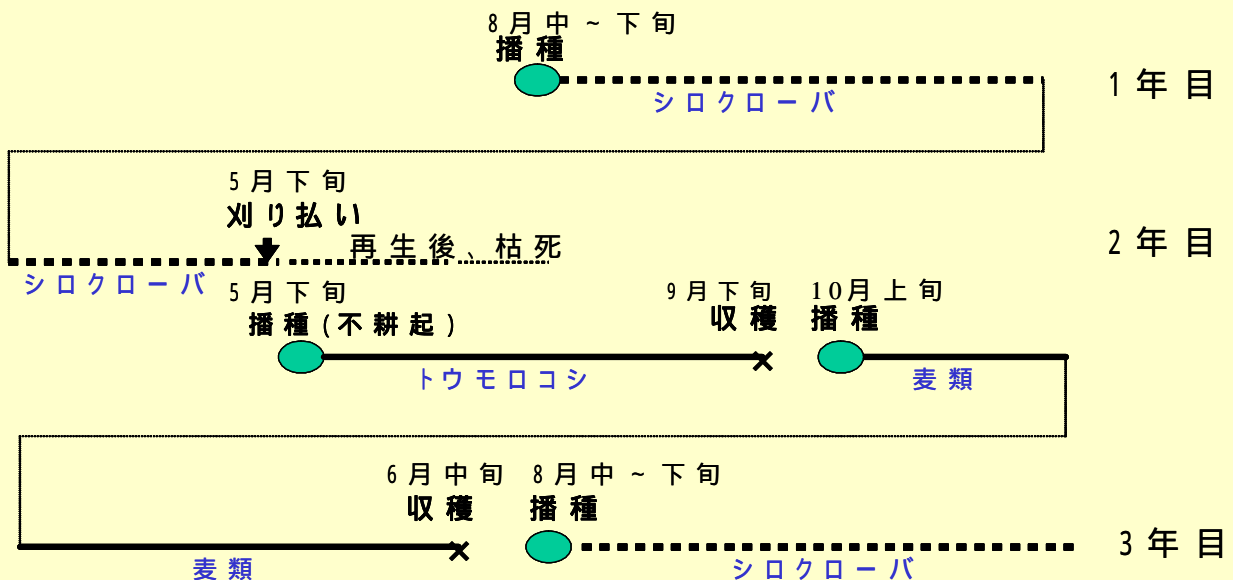 8月中~下旬
播種
シロクローバ
1年目
5月下旬
刈り払い
再生後、枯死
2年目
シロクローバ
5月下旬
播種(不耕起)
9月下旬
収穫
10月上旬
播種
トウモロコシ
麦類
6月中旬
収穫
8月中~下旬
播種
3年目
麦類
シロクローバ